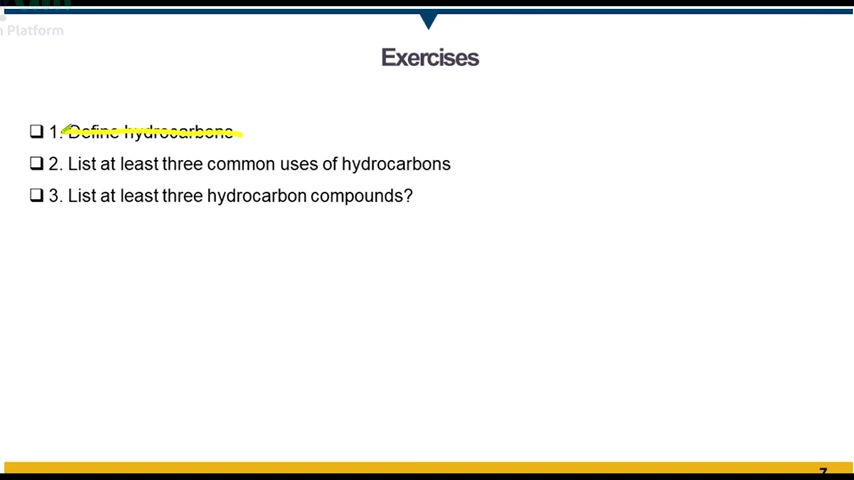 Platform
Exercises
❑ 1. Define hydrocarbons
❑ 2. List at least three common uses of hydrocarbons
❑ 3. List at least three hydrocarbon compounds?
7